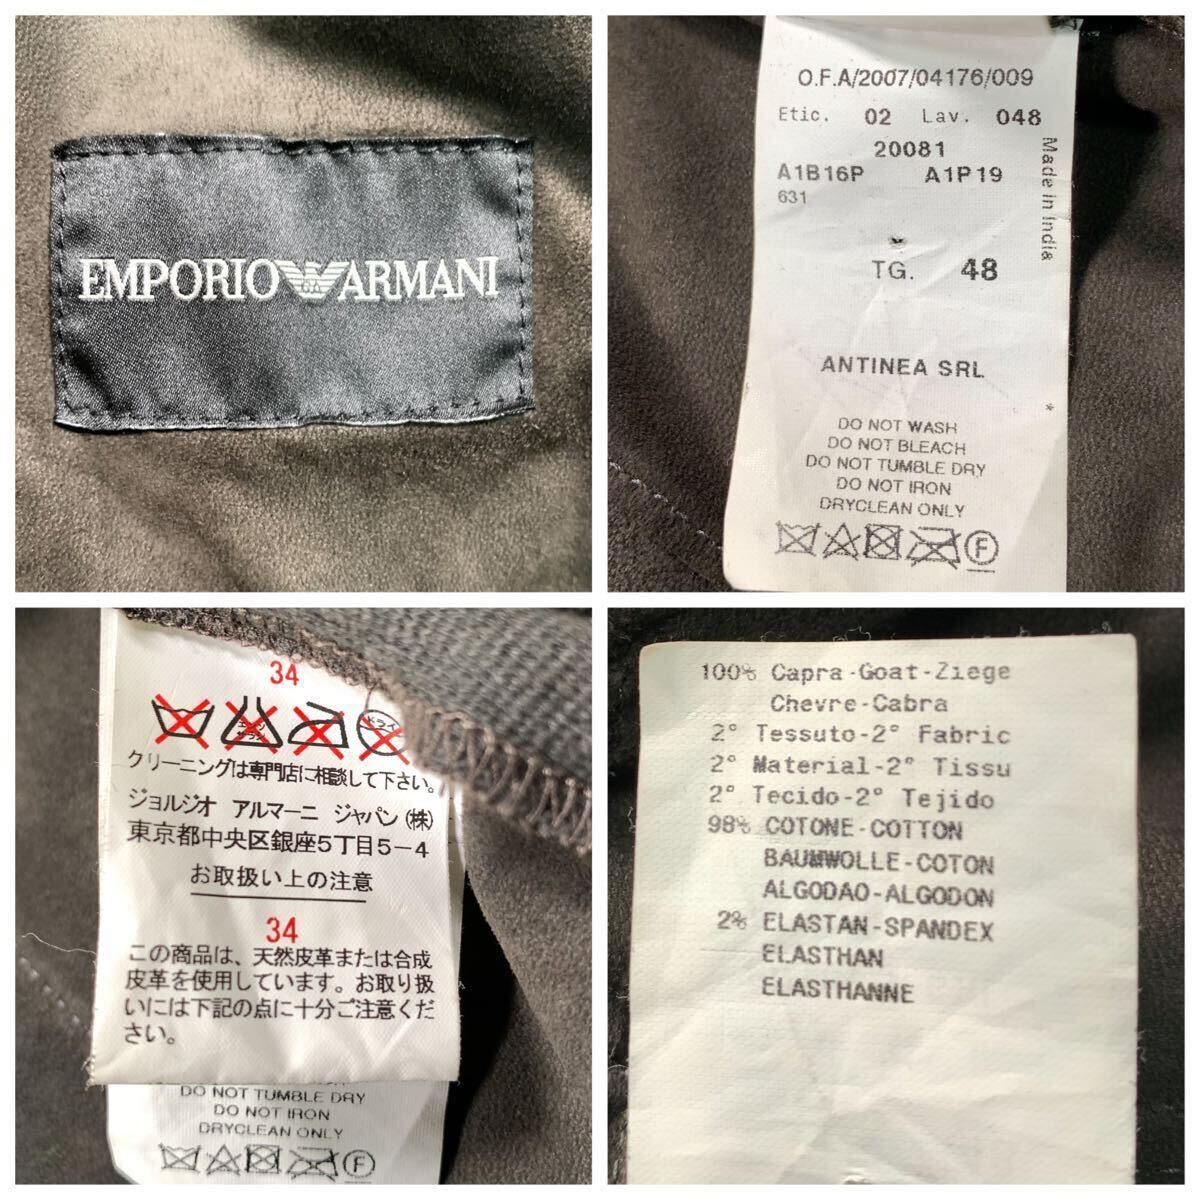 EMPORIO ARMANI
O.F.A/2007/04176/009
Etic. 02 Lav. 048
20081
A1B16P A1P19
631
Made in India
TG. 48
ANTINEA SRL
*
DO NOT WASH
DO NOT BLEACH
DO NOT TUMBLE DRY
DO NOT IRON
DRYCLEAN ONLY
F
34
エンソ
サラシ
ドライ
クリーニングは専門店に相談して下さい。
ジョルジオ アルマーニ ジャパン(株)
東京都中央区銀座5丁目5-4
お取扱い上の注意
34
この商品は、天然皮革または合成
皮革を使用しています。お取り扱
いには下記の点に十分ご注意くだ
さい。
DO NOT TUMBLE DRY
DO NOT IRON
DRYCLEAN ONLY
F
100% Capra-Goat-Ziege
Chevre-Cabra
2° Tessuto-2° Fabric
2° Material-2° Tissu
2° Tecido-2° Tejido
98% COTONE-COTTON
BAUMWOLLE-COTON
ALGODAO-ALGODON
2% ELASTAN-SPANDEX
ELASTHAN
ELASTHANNE